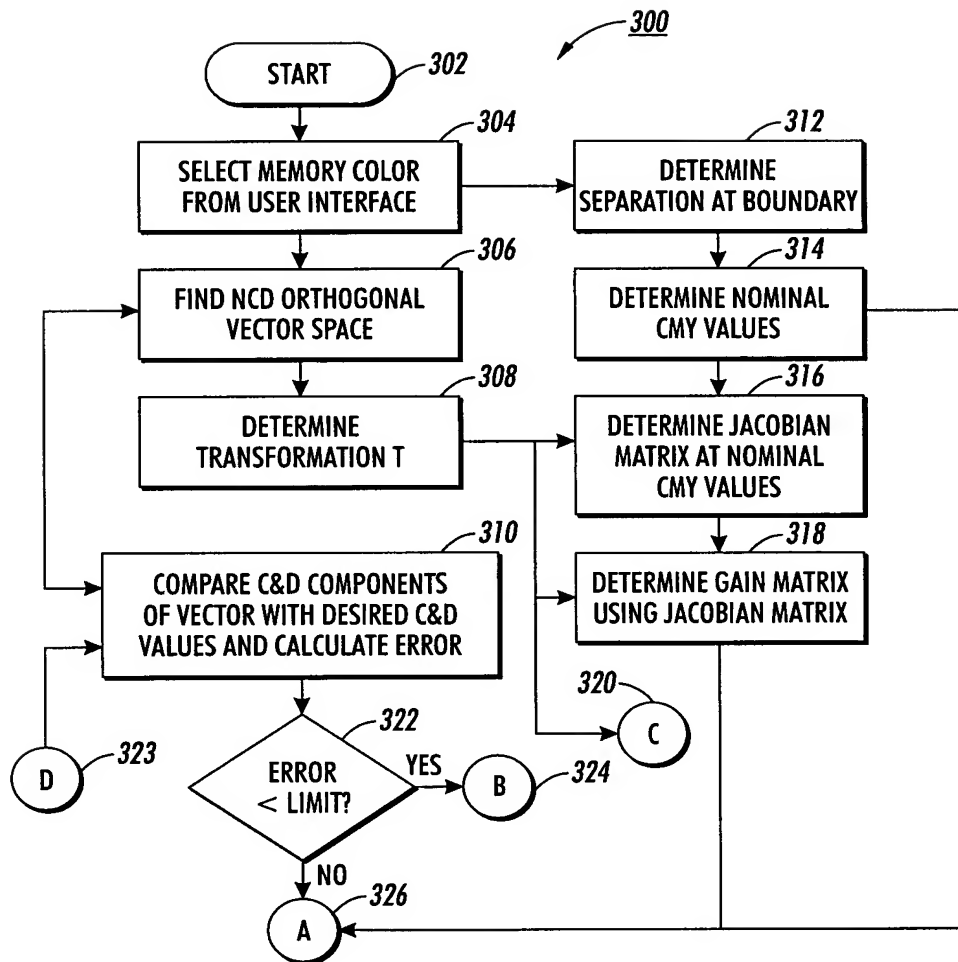 300
START
302
304
SELECT MEMORY COLOR
FROM USER INTERFACE
312
DETERMINE
SEPARATION AT BOUNDARY
306
FIND NCD ORTHOGONAL
VECTOR SPACE
314
DETERMINE NOMINAL
CMY VALUES
308
DETERMINE
TRANSFORMATION T
316
DETERMINE JACOBIAN
MATRIX AT NOMINAL
CMY VALUES
310
COMPARE C&D COMPONENTS
OF VECTOR WITH DESIRED C&D
VALUES AND CALCULATE ERROR
318
DETERMINE GAIN MATRIX
USING JACOBIAN MATRIX
320
C
322
ERROR
< LIMIT?
YES
B
324
D
323
NO
A
326